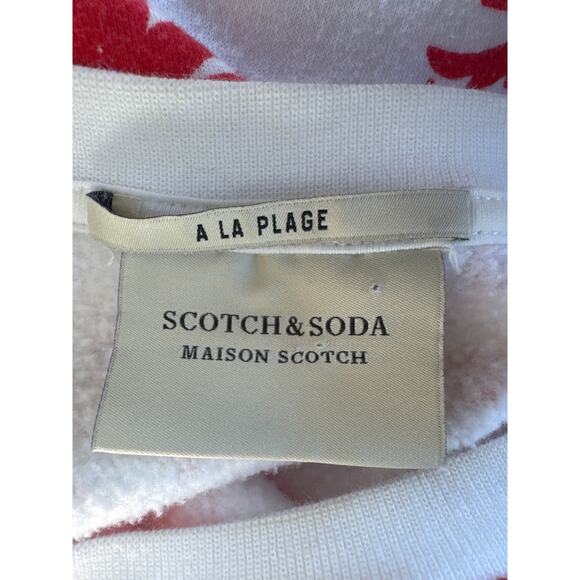 A LA PLAGE
SCOTCH & SODA
MAISON SCOTCH